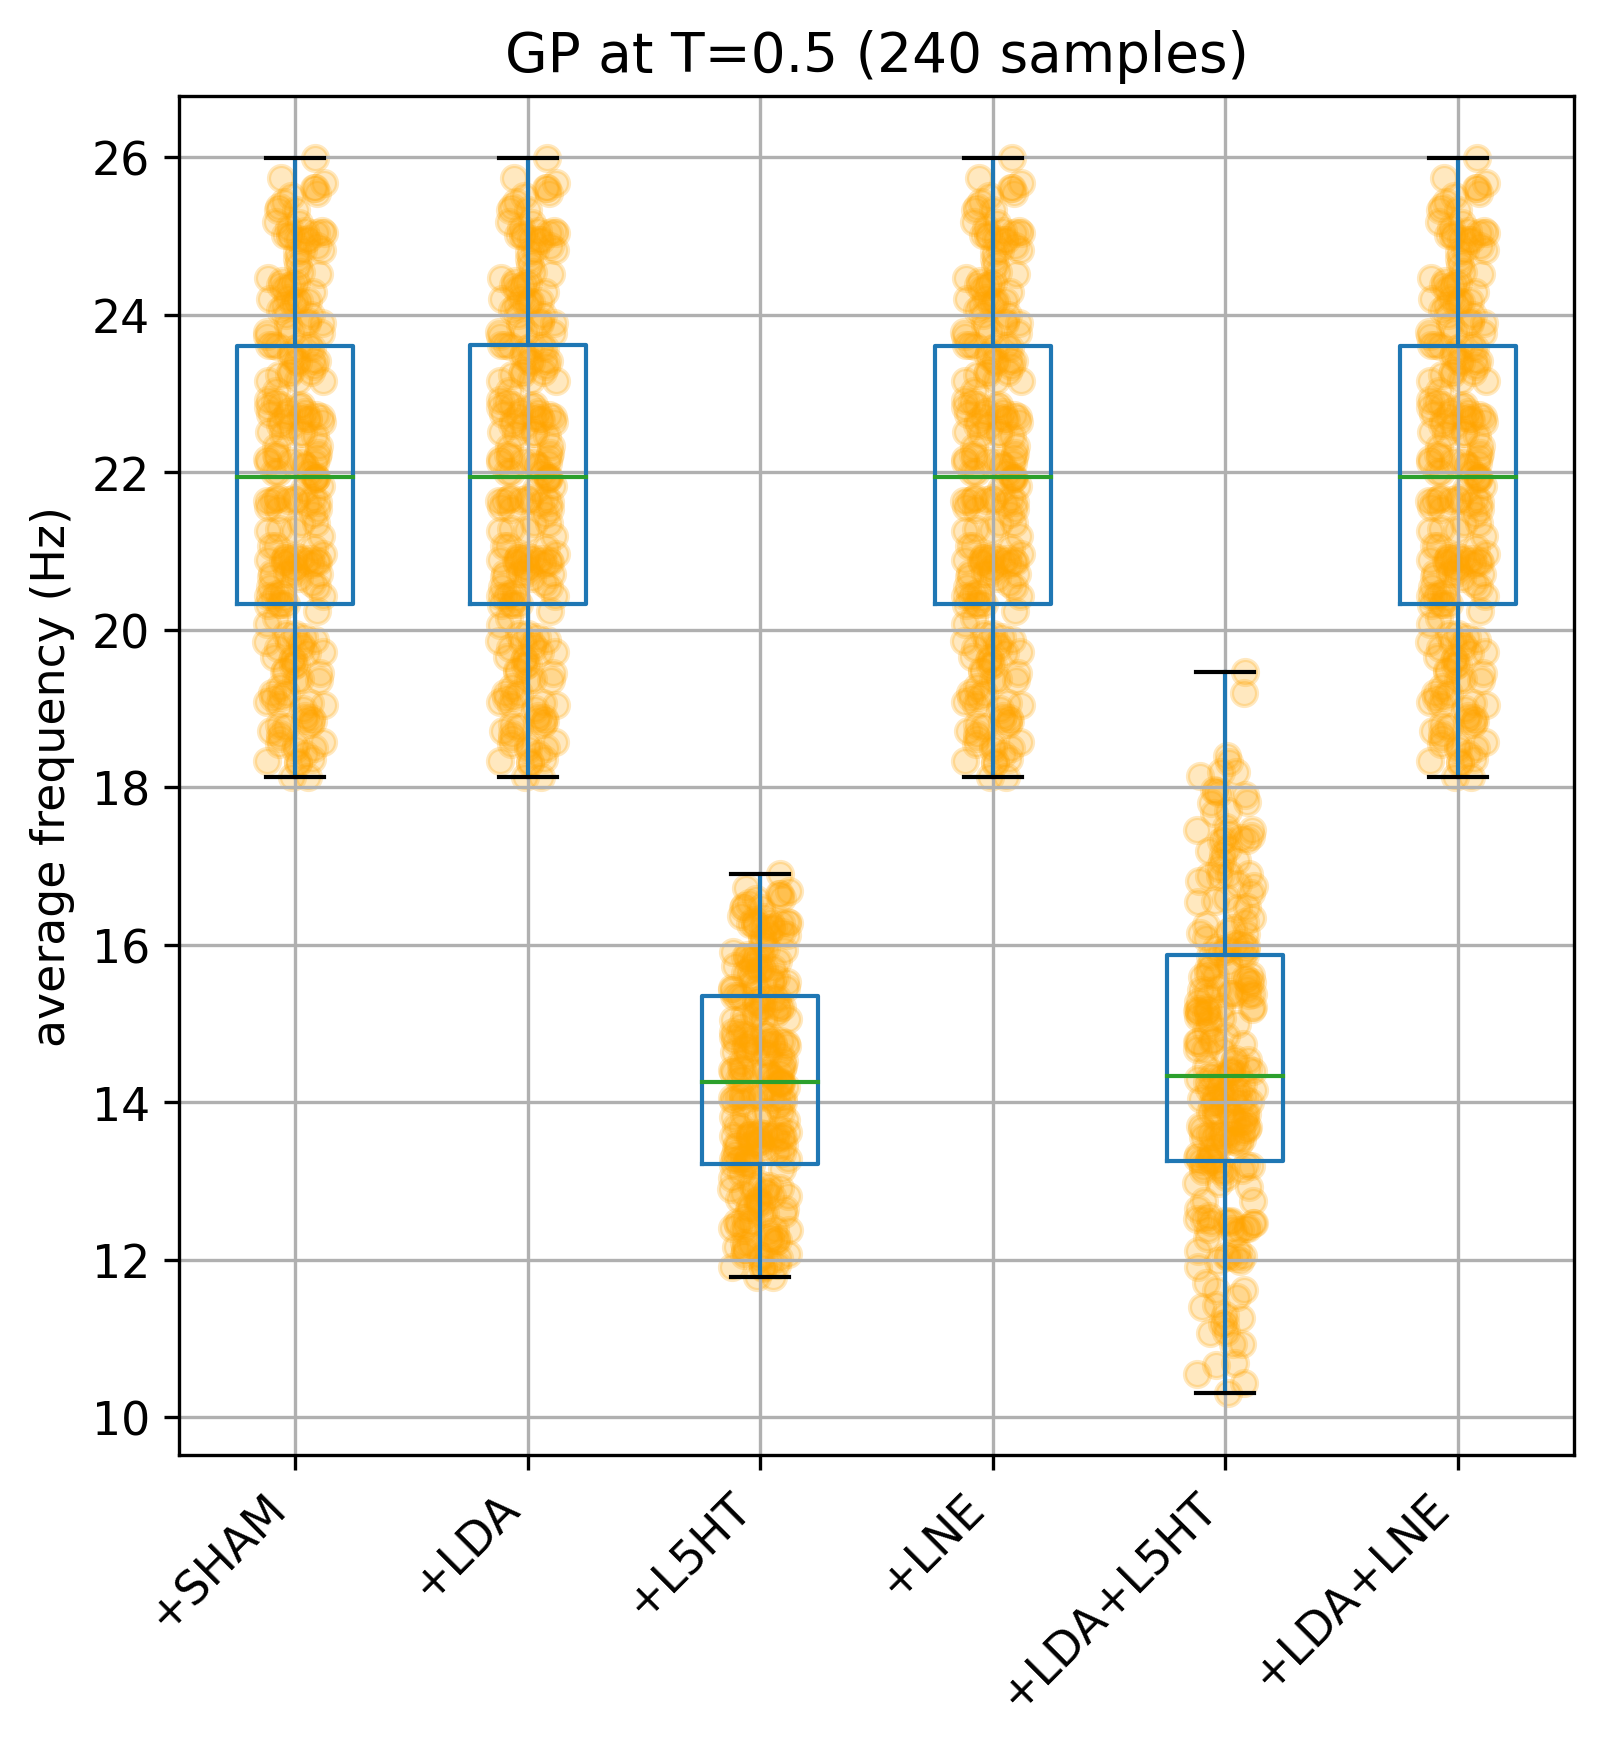 GP at T=0.5 (240 samples)
average frequency (Hz)
26
24
22
20
18
16
14
12
10
+SHAM
+LDA
+L5HT
+LNE
+LDA+L5HT
+LDA+LNE